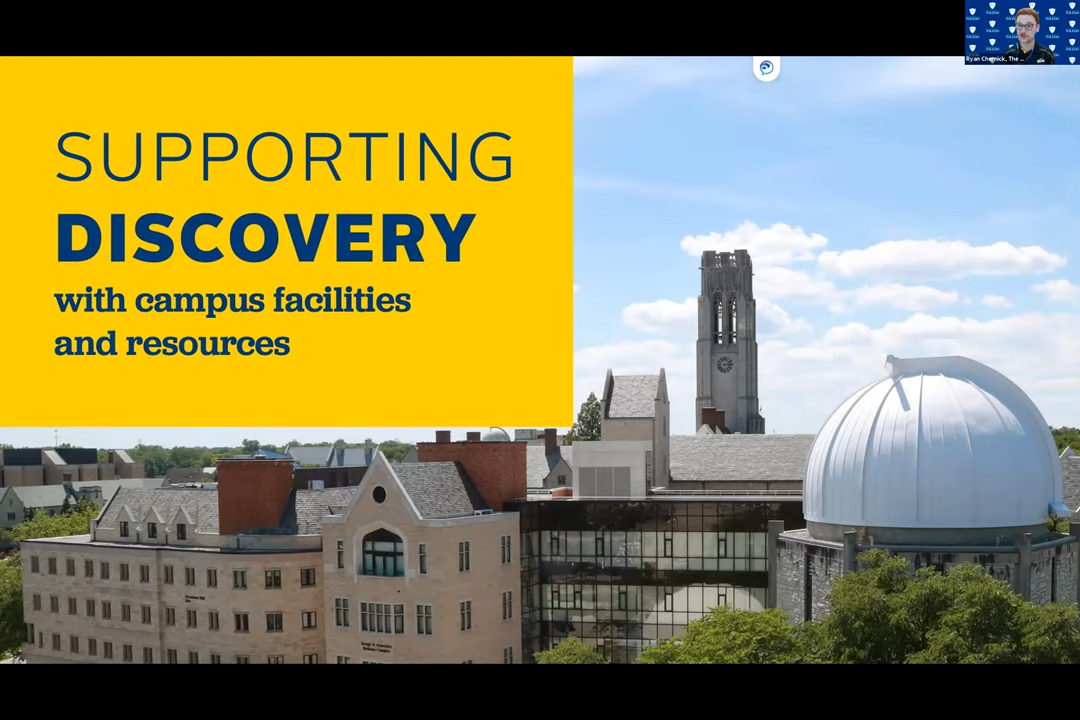 SUPPORTING
DISCOVERY
with campus facilities
and resources
Ryan Chernick, The ...